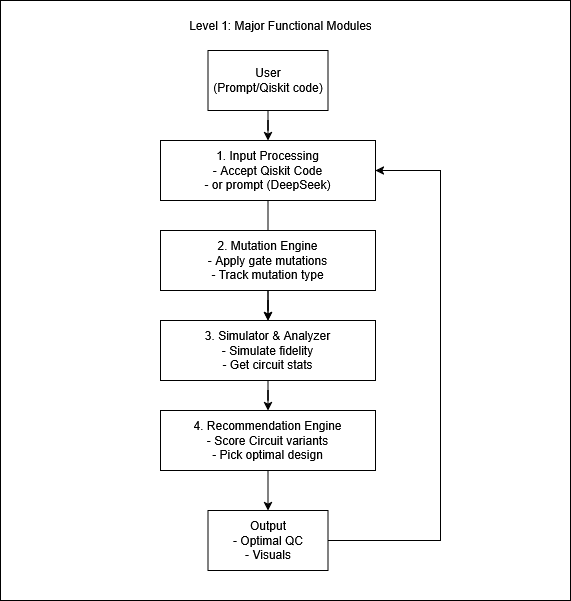 Level 1: Major Functional Modules
User
(Prompt/Qiskit code)
1. Input Processing
- Accept Qiskit Code
- or prompt (DeepSeek)
2. Mutation Engine
- Apply gate mutations
- Track mutation type
3. Simulator & Analyzer
- Simulate fidelity
- Get circuit stats
4. Recommendation Engine
- Score Circuit variants
- Pick optimal design
Output
- Optimal QC
- Visuals